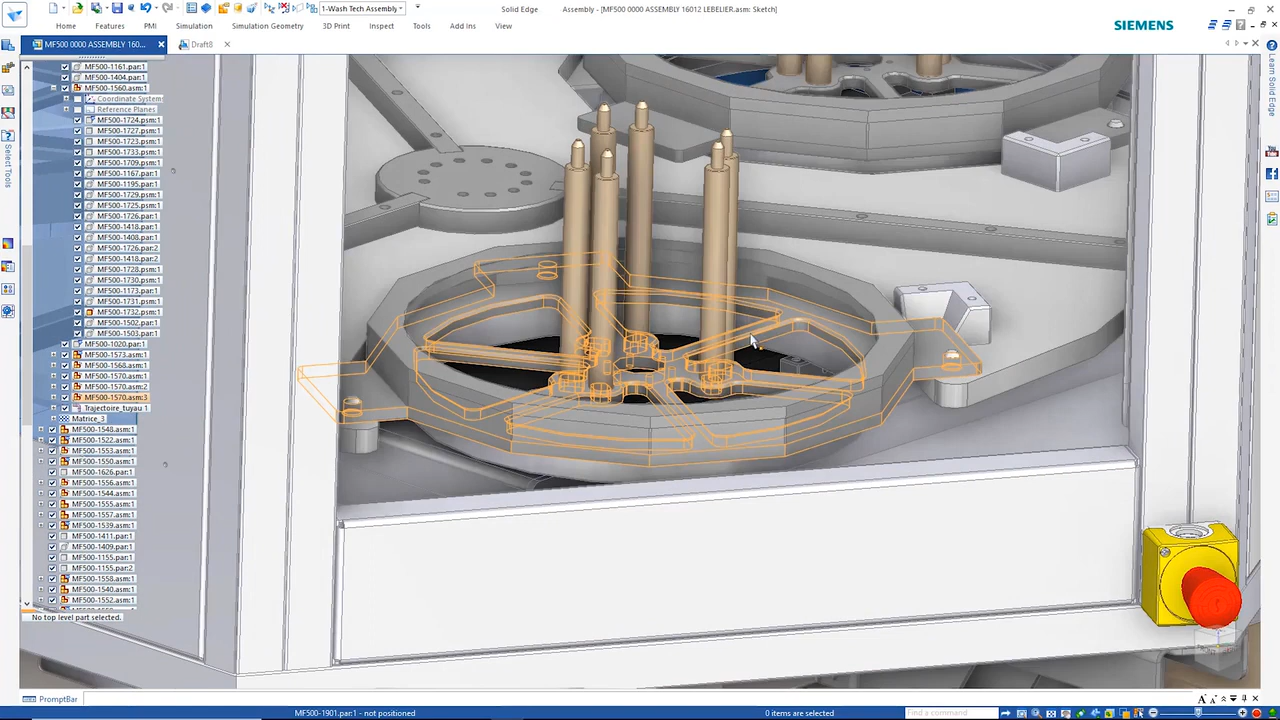 1-Wash Tech Assembly
Solid Edge
Assembly - [MF500 0000 ASSEMBLY 16012 LEBELIER.asm: Sketch]
Home Features PMI Simulation Simulation Geometry 3D Print Inspect Tools Add Ins View
SIEMENS
MF500 0000 ASSEMBLY 160...
Draft8
Learn Solid Edge
Select Tools
MF500-1161.par:1
MF500-1404.par:1
MF500-1560.asm:1
Coordinate System
Reference Planes
MF500-1724.psm:1
MF500-1727.psm:1
MF500-1723.psm:1
MF500-1733.psm:1
MF500-1709.psm:1
MF500-1167.par:1
MF500-1195.par:1
MF500-1729.psm:1
MF500-1725.psm:1
MF500-1726.par:1
MF500-1418.par:1
MF500-1408.par:1
MF500-1726.par:2
MF500-1418.par:2
MF500-1728.psm:1
MF500-1730.psm:1
MF500-1173.par:1
MF500-1731.psm:1
MF500-1732.psm:1
MF500-1502.par:1
MF500-1503.par:1
MF500-1020.par:1
MF500-1573.asm:1
MF500-1568.asm:1
MF500-1570.asm:1
MF500-1570.asm:2
MF500-1570.asm:3
Trajectoire_tuyau 1
Matrice_3
MF500-1548.asm:1
MF500-1522.asm:1
MF500-1553.asm:1
MF500-1550.asm:1
MF500-1626.par:1
MF500-1556.asm:1
MF500-1544.asm:1
MF500-1555.asm:1
MF500-1557.asm:1
MF500-1539.asm:1
MF500-1411.par:1
MF500-1409.par:1
MF500-1155.par:1
MF500-1155.par:2
MF500-1558.asm:1
MF500-1540.asm:1
MF500-1552.asm:1
No top level part selected.
PromptBar
MF500-1901.par:1 - not positioned
0 items are selected
Find a command